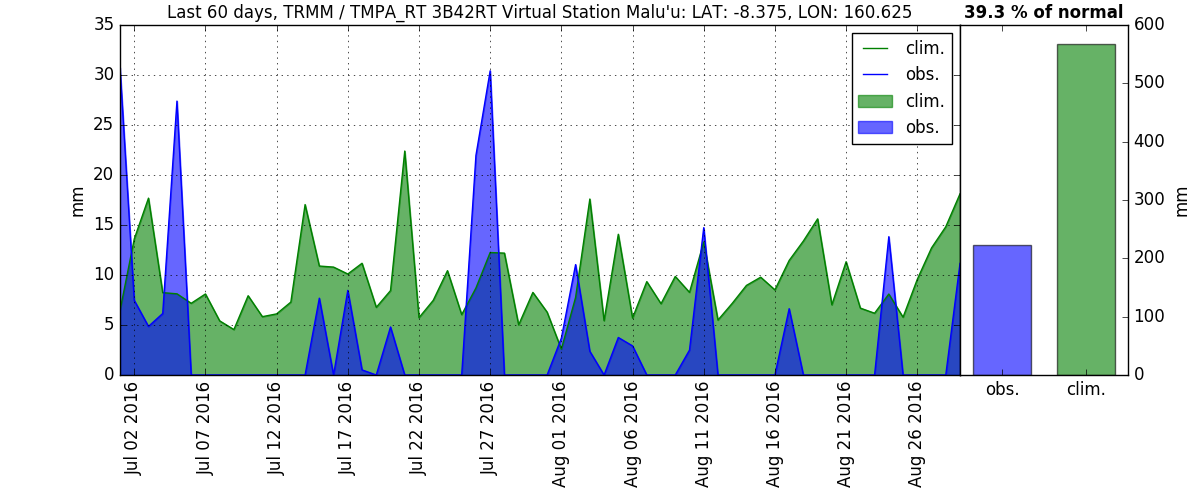 Last 60 days, TRMM / TMPA_RT 3B42RT Virtual Station Malu'u: LAT: -8.375, LON: 160.625
39.3 % of normal
35
30
25
20
15
10
5
0
mm
clim.
obs.
clim.
obs.
Jul 02 2016
Jul 07 2016
Jul 12 2016
Jul 17 2016
Jul 22 2016
Jul 27 2016
Aug 01 2016
Aug 06 2016
Aug 11 2016
Aug 16 2016
Aug 21 2016
Aug 26 2016
600
500
400
300
200
100
0
mm
obs.
clim.